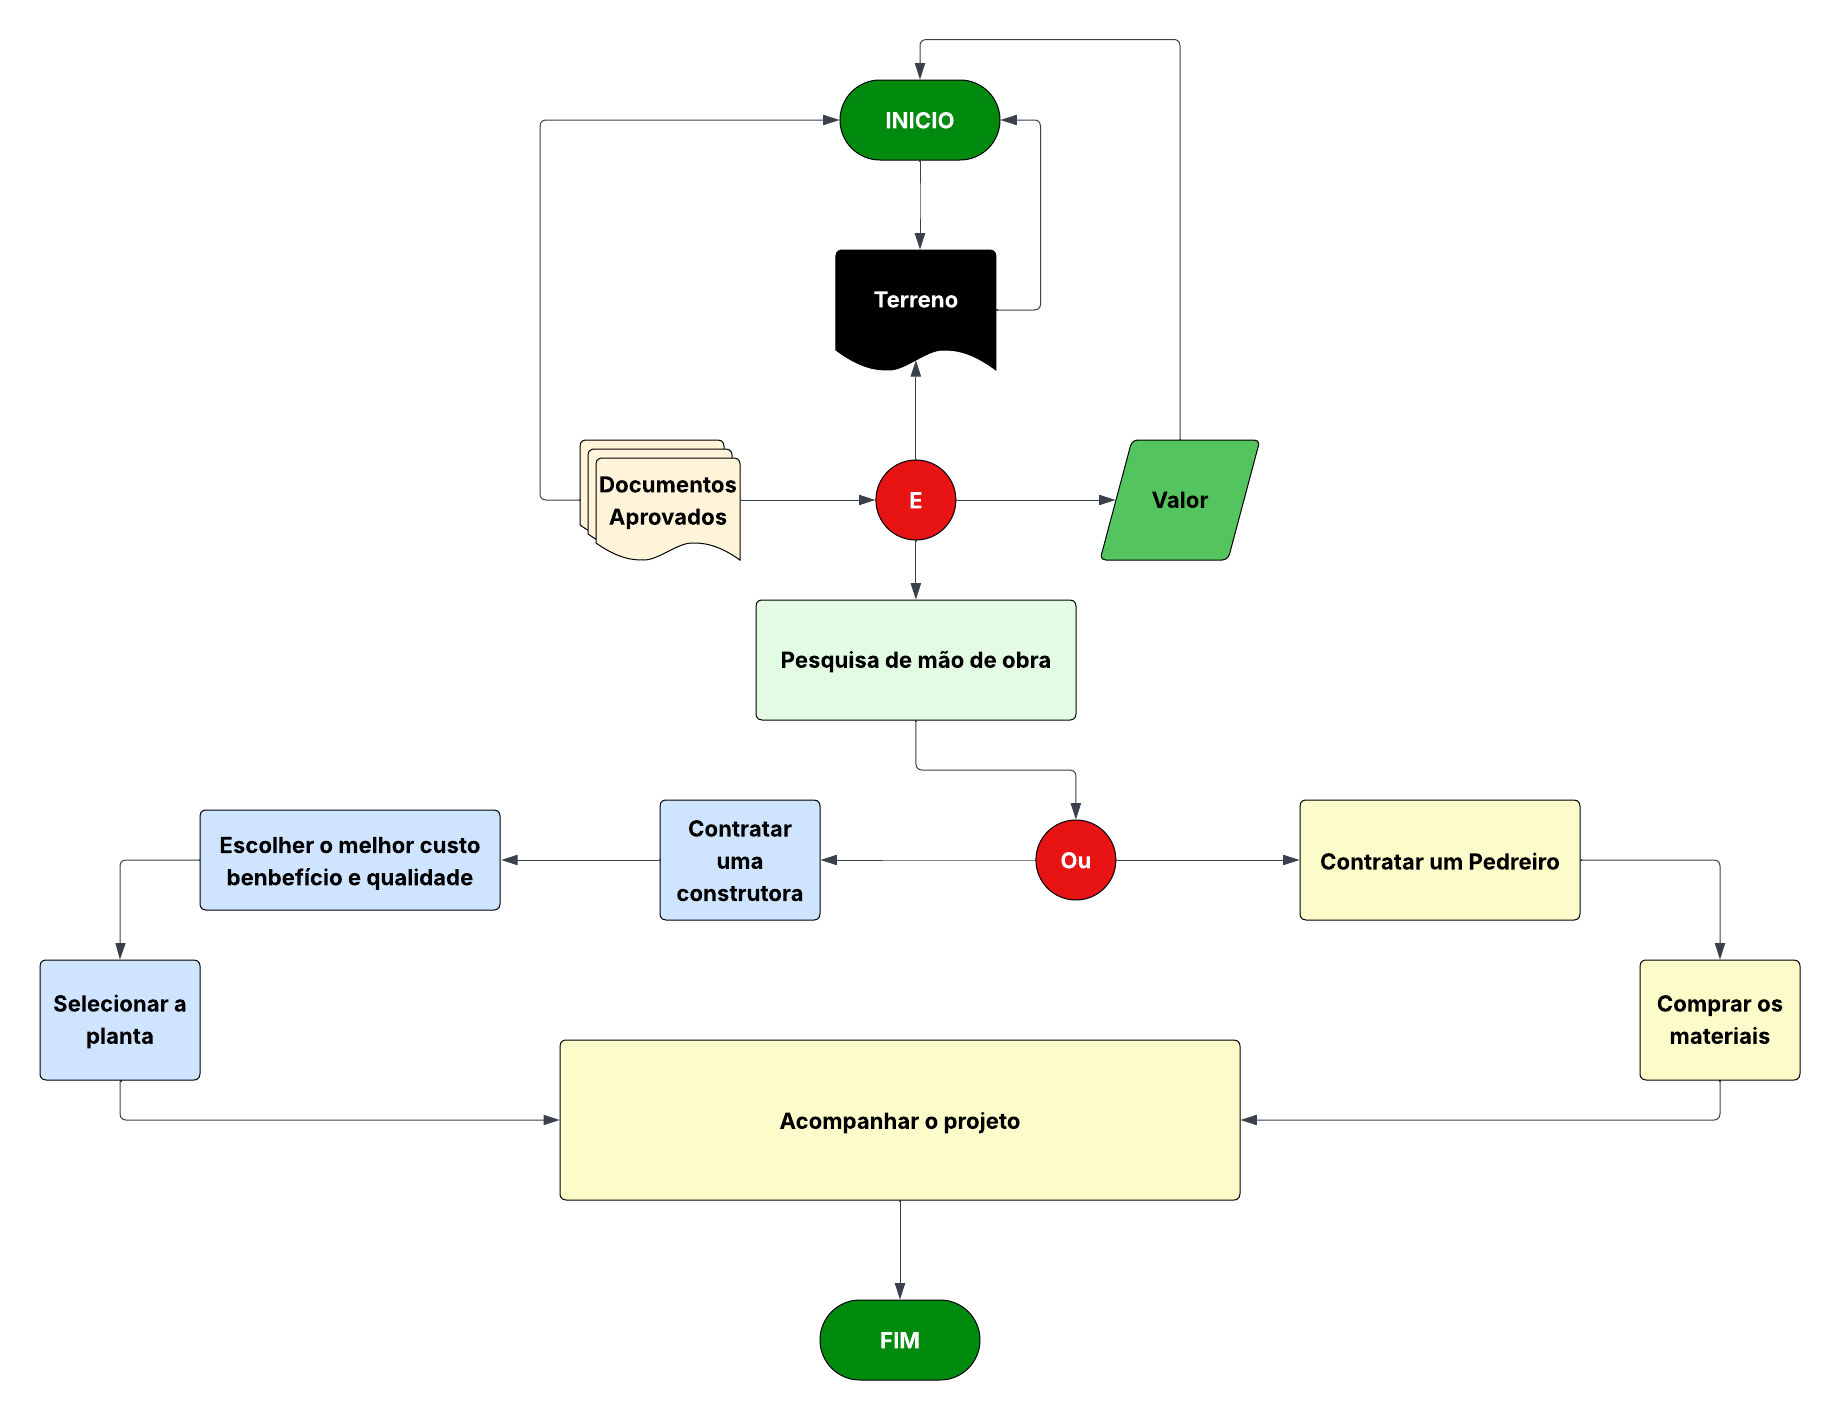 INICIO
Terreno
Documentos
Aprovados
E
Valor
Pesquisa de mão de obra
Escolher o melhor custo
benbefício e qualidade
Contratar
uma
construtora
Ou
Contratar um Pedreiro
Selecionar a
planta
Comprar os
materiais
Acompanhar o projeto
FIM